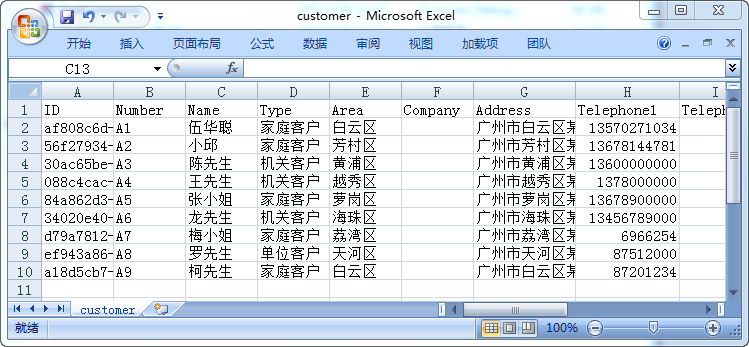 customer - Microsoft Excel
开始 插入 页面布局 公式 数据 审阅 视图 加载项 团队
C13 fx
A B C D E F G H I
1 ID Number Name Type Area Company Address Telephone1 Teleph
2 af808c6d- A1 伍华聪 家庭客户 白云区 广州市白云区某 13570271034
3 56f27934- A2 小邱 家庭客户 芳村区 广州市芳村区某 13678144781
4 30ac65be- A3 陈先生 机关客户 黄浦区 广州市黄浦区某 13600000000
5 088c4cac- A4 王先生 机关客户 越秀区 广州市越秀区某 1378000000
6 84a862d3- A5 张小姐 家庭客户 萝岗区 广州市萝岗区某 13678900000
7 34020e40- A6 龙先生 机关客户 海珠区 广州市海珠区某 13456789000
8 d79a7812- A7 梅小姐 家庭客户 荔湾区 广州市荔湾区某 6966254
9 ef943a86- A8 罗先生 单位客户 天河区 广州市天河区某 87512000
10 a18d5cb7- A9 柯先生 家庭客户 白云区 广州市白云区某 87201234
11
customer
就绪 100%